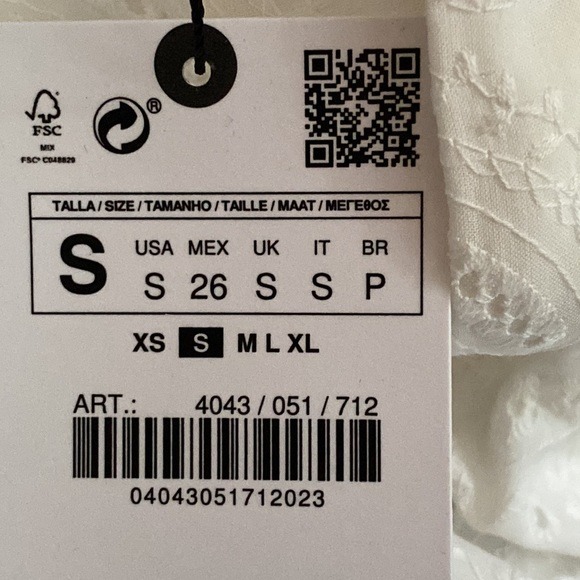 ®
FSC
MIX
FSC® C048829
TALLA / SIZE / TAMANHO / TAILLE / MAAT / ΜΕΓΕΘΟΣ
S
USA MEX UK IT BR
S 26 S S P
XS S M L XL
ART.: 4043 / 051 / 712
04043051712023